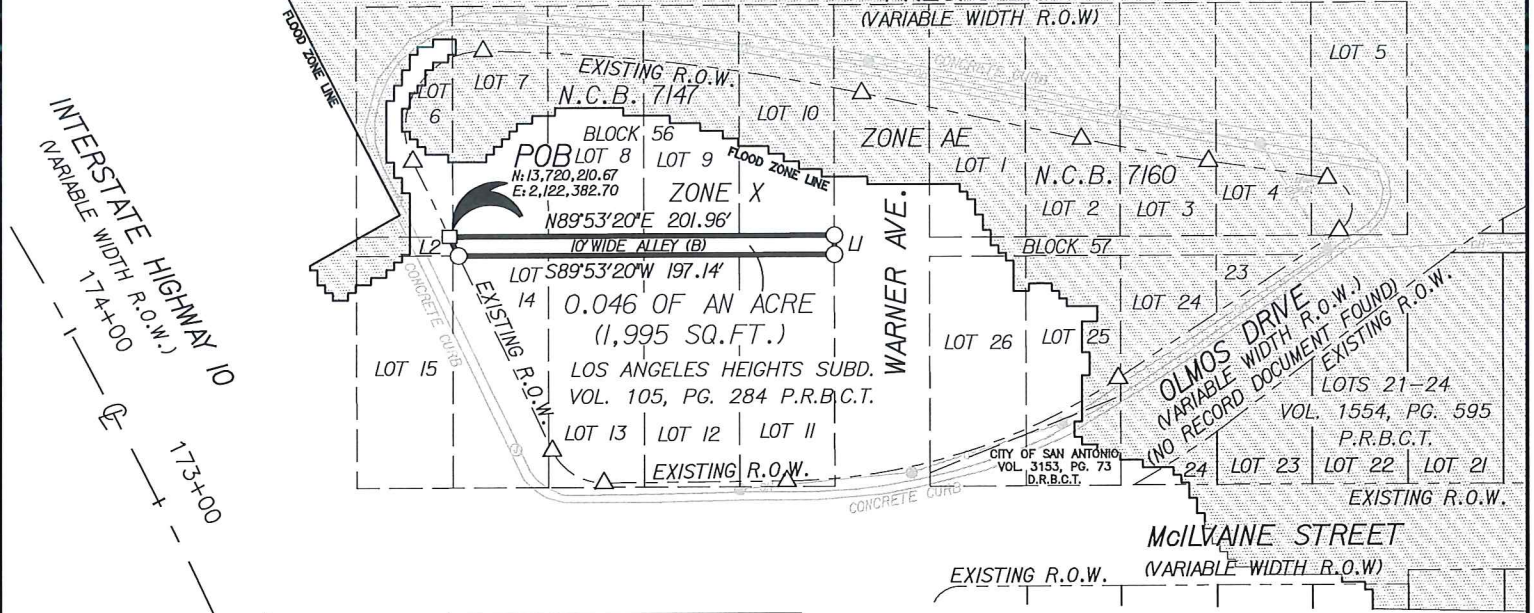 (VARIABLE WIDTH R.O.W)
FLOOD ZONE LINE
LOT 5
CONCRETE CURB
EXISTING R.O.W.
N.C.B. 7147
LOT 7
LOT
6
LOT 10
INTERSTATE HIGHWAY 10
(VARIABLE WIDTH R.O.W.)
174+00
173+00
BLOCK 56
ZONE AE
POB
N: 13,720,210.67
E: 2,122,382.70
LOT 8
LOT 9
FLOOD ZONE LINE
LOT 1
N.C.B. 7160
ZONE X
LOT 4
LOT 2
LOT 3
N89°53'20"E 201.96'
L2
10' WIDE ALLEY (B)
L1
WARNER AVE.
BLOCK 57
LOT
14
S89°53'20"W 197.14'
23
LOT 24
0.046 OF AN ACRE
(1,995 SQ.FT.)
EXISTING R.O.W.
CONCRETE CURB
LOT 15
LOT 26
LOT 25
OLMOS DRIVE
(VARIABLE WIDTH R.O.W.)
(NO RECORD DOCUMENT FOUND)
EXISTING R.O.W.
LOS ANGELES HEIGHTS SUBD.
VOL. 105, PG. 284 P.R.B.C.T.
LOTS 21-24
VOL. 1554, PG. 595
P.R.B.C.T.
LOT 13
LOT 12
LOT 11
EXISTING R.O.W.
CITY OF SAN ANTONIO
VOL. 3153, PG. 73
D.R.B.C.T.
24
LOT 23
LOT 22
LOT 21
CONCRETE CURB
EXISTING R.O.W.
McILVAINE STREET
(VARIABLE WIDTH R.O.W)
EXISTING R.O.W.